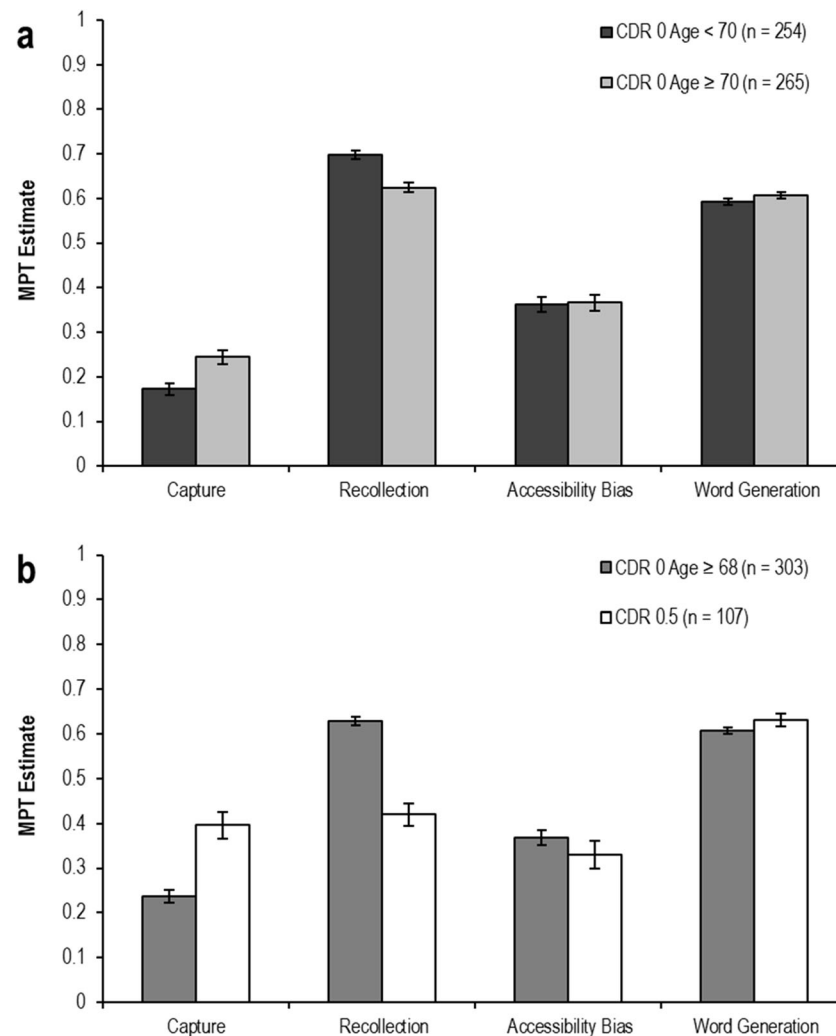 a
CDR 0 Age < 70 (n = 254)
CDR 0 Age ≥ 70 (n = 265)
MPT Estimate
1
0.9
0.8
0.7
0.6
0.5
0.4
0.3
0.2
0.1
0
Capture Recollection Accessibility Bias Word Generation
b
CDR 0 Age ≥ 68 (n = 303)
CDR 0.5 (n = 107)
MPT Estimate
1
0.9
0.8
0.7
0.6
0.5
0.4
0.3
0.2
0.1
0
Capture Recollection Accessibility Bias Word Generation